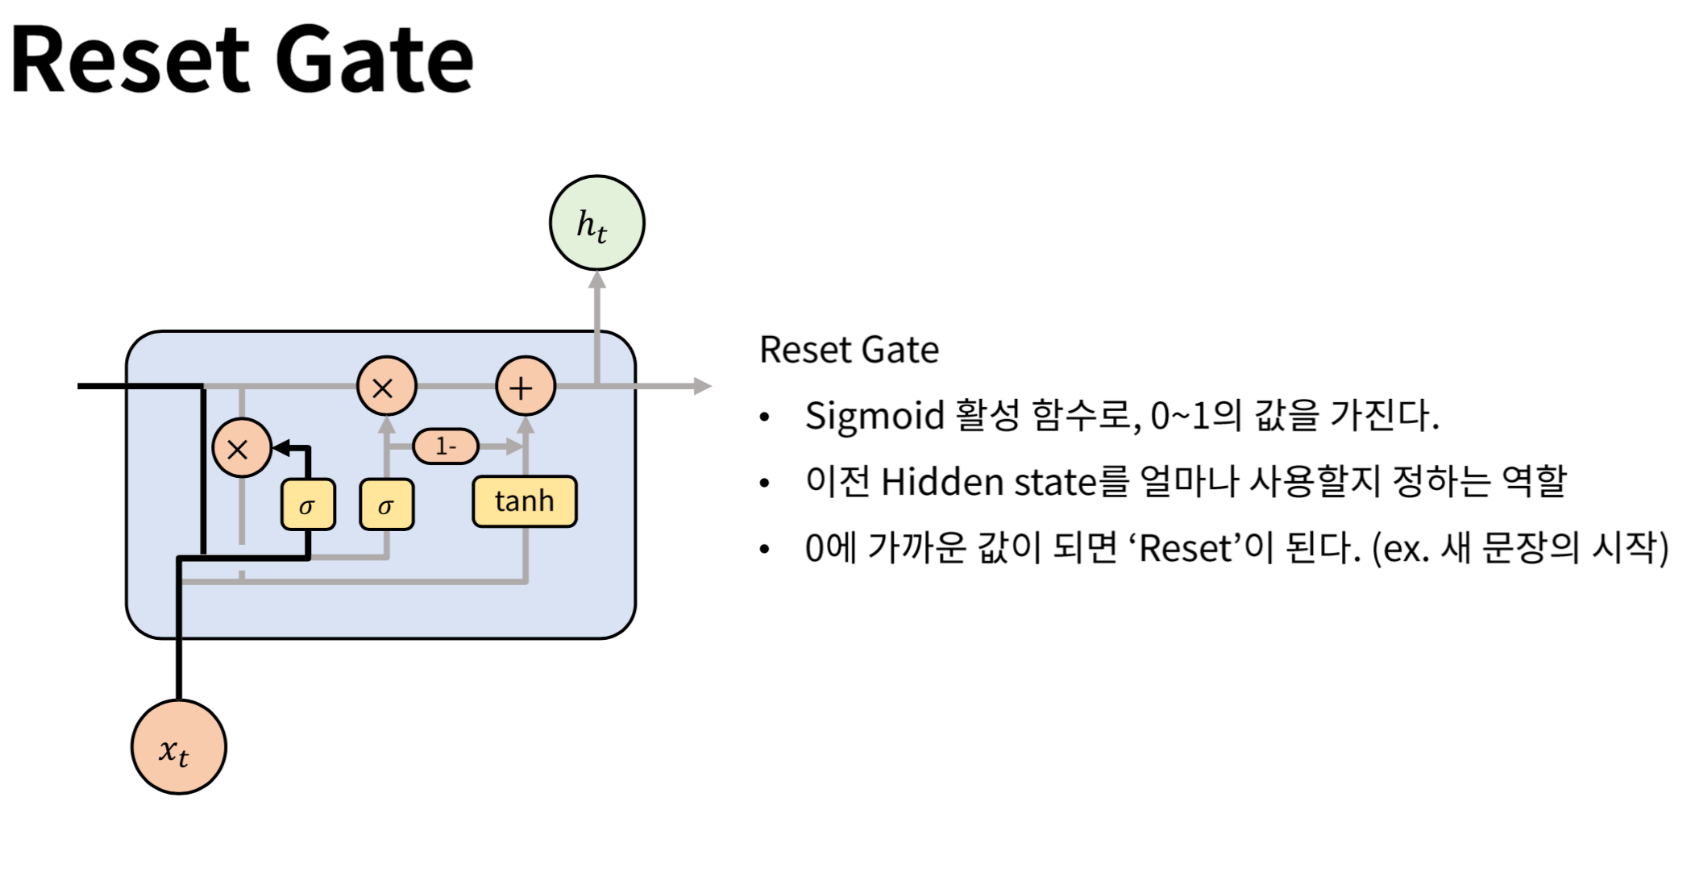 Reset Gate
h_t
× +
× 1-
σ σ tanh
x_t
Reset Gate
• Sigmoid 활성 함수로, 0~1의 값을 가진다.
• 이전 Hidden state를 얼마나 사용할지 정하는 역할
• 0에 가까운 값이 되면 ‘Reset’이 된다. (ex. 새 문장의 시작)